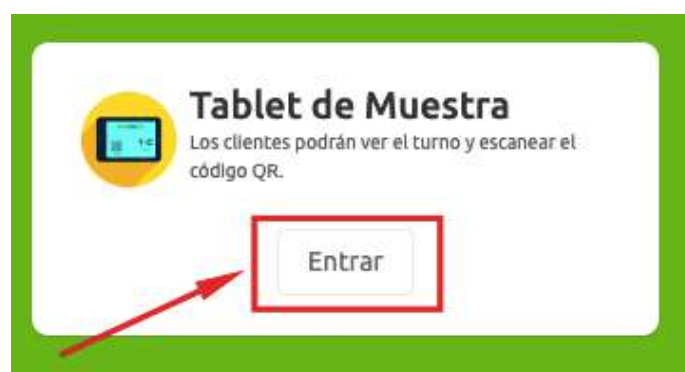 Tablet de Muestra
Los clientes podrán ver el turno y escanear el
código QR.
Entrar